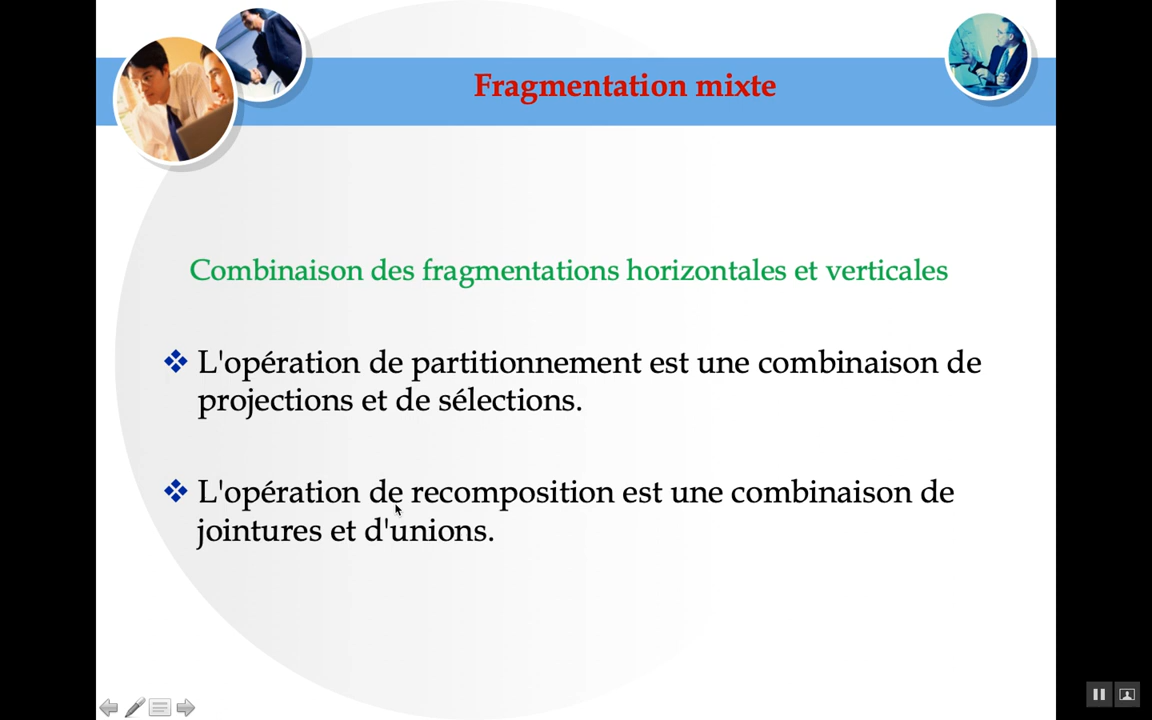 Fragmentation mixte
Combinaison des fragmentations horizontales et verticales
❖ L'opération de partitionnement est une combinaison de
projections et de sélections.
❖ L'opération de recomposition est une combinaison de
jointures et d'unions.